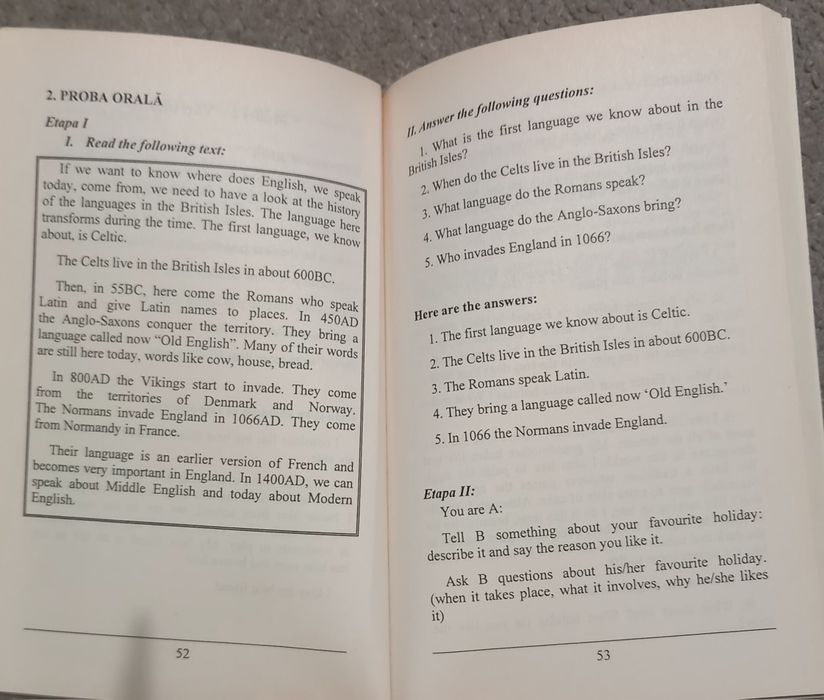 2. PROBA ORALĂ
Etapa I
I. Read the following text:
If we want to know where does English, we speak
today, come from, we need to have a look at the history
of the languages in the British Isles. The language here
transforms during the time. The first language, we know
about, is Celtic.
The Celts live in the British Isles in about 600BC.
Then, in 55BC, here come the Romans who speak
Latin and give Latin names to places. In 450AD
the Anglo-Saxons conquer the territory. They bring a
language called now “Old English”. Many of their words
are still here today, words like cow, house, bread.
In 800AD the Vikings start to invade. They come
from the territories of Denmark and Norway.
The Normans invade England in 1066AD. They come
from Normandy in France.
Their language is an earlier version of French and
becomes very important in England. In 1400AD, we can
speak about Middle English and today about Modern
English.
52
II. Answer the following questions:
1. What is the first language we know about in the
British Isles?
2. When do the Celts live in the British Isles?
3. What language do the Romans speak?
4. What language do the Anglo-Saxons bring?
5. Who invades England in 1066?
Here are the answers:
1. The first language we know about is Celtic.
2. The Celts live in the British Isles in about 600BC.
3. The Romans speak Latin.
4. They bring a language called now ‘Old English.’
5. In 1066 the Normans invade England.
Etapa II:
You are A:
Tell B something about your favourite holiday:
describe it and say the reason you like it.
Ask B questions about his/her favourite holiday.
(when it takes place, what it involves, why he/she likes
it)
53